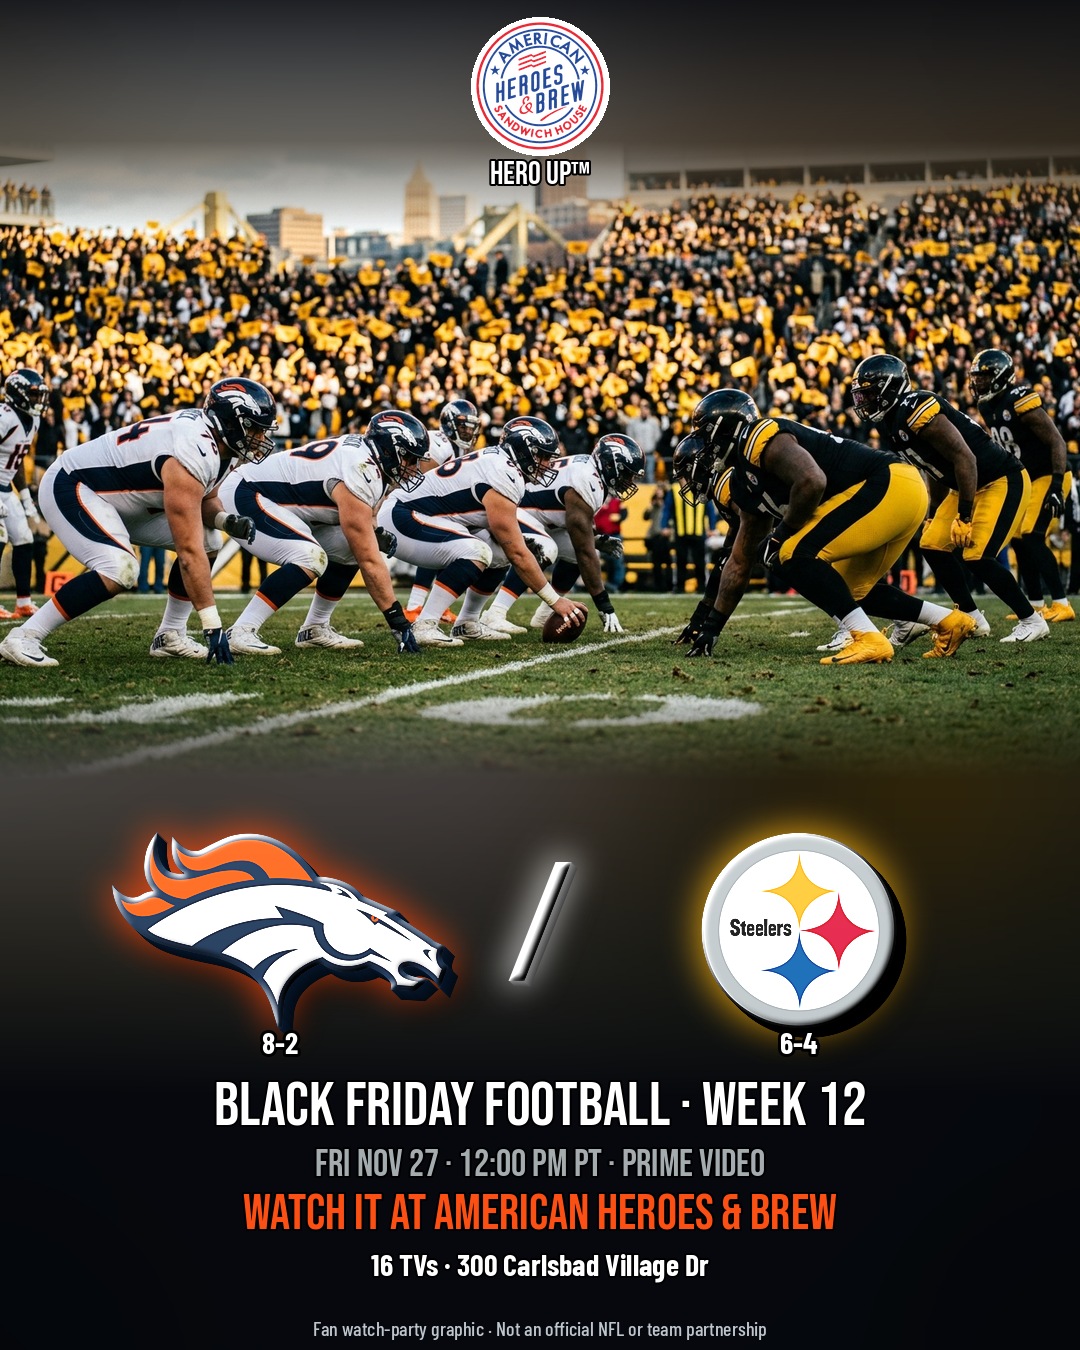 AMERICAN
HEROES
& BREW
SANDWICH HOUSE
HERO UP™
Steelers
8-2
6-4
BLACK FRIDAY FOOTBALL · WEEK 12
FRI NOV 27 · 12:00 PM PT · PRIME VIDEO
WATCH IT AT AMERICAN HEROES & BREW
16 TVs · 300 Carlsbad Village Dr
Fan watch-party graphic · Not an official NFL or team partnership